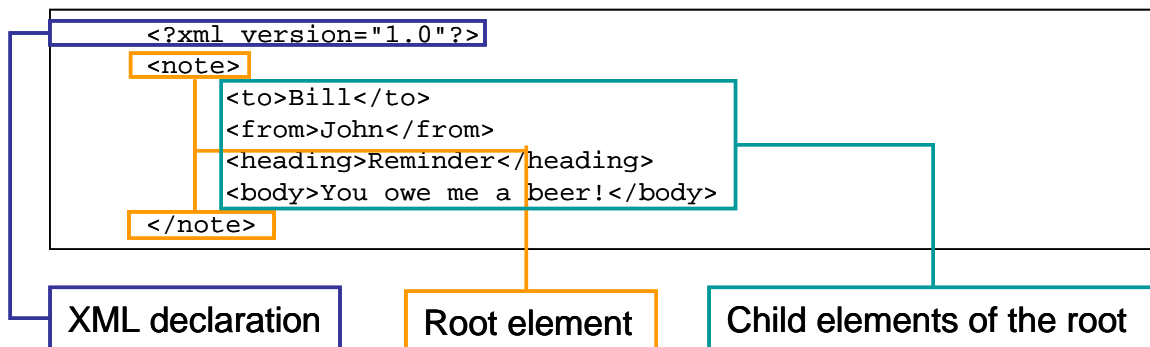 <?xml version="1.0"?>
<note>
<to>Bill</to>
<from>John</from>
<heading>Reminder</heading>
<body>You owe me a beer!</body>
</note>
XML declaration
Root element
Child elements of the root